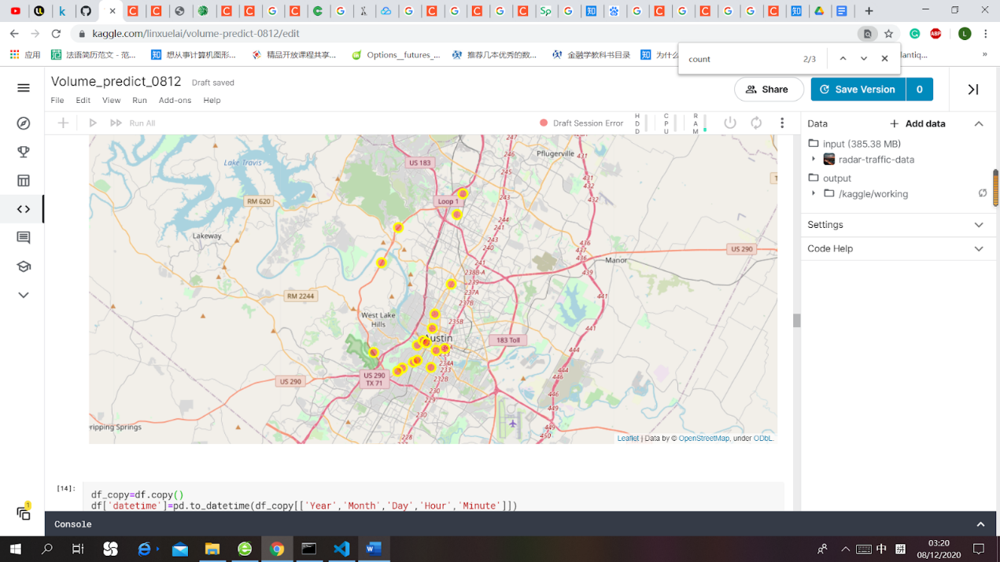 kaggle.com/linxuelai/volume-predict-0812/edit
应用
法语简历范文 - 范...
想从事计算机图形...
精品开放课程共享...
Options__futures_...
推荐几本优秀的数...
金融学教科书目录
为什么
count
2/3
Volume_predict_0812
Draft saved
File Edit View Run Add-ons Help
Share
Save Version
0
Run All
Draft Session Error
HDD
CPU
RAM
Data
Add data
input (385.38 MB)
radar-traffic-data
output
/kaggle/working
Settings
Code Help
Lake Travis
US 183
Pflugerville
431
RM 620
Loop 1
Lakeway
US 290
Manor
RM 2244
West Lake
Hills
Austin
183 Toll
US 290
US 290
TX 71
ripping Springs
Leaflet | Data by © OpenStreetMap, under ODbL.
[14]:
df_copy=df.copy()
df['datetime']=pd.to_datetime(df_copy[['Year','Month','Day','Hour','Minute']])
1
Console
中
拼
03:20
08/12/2020